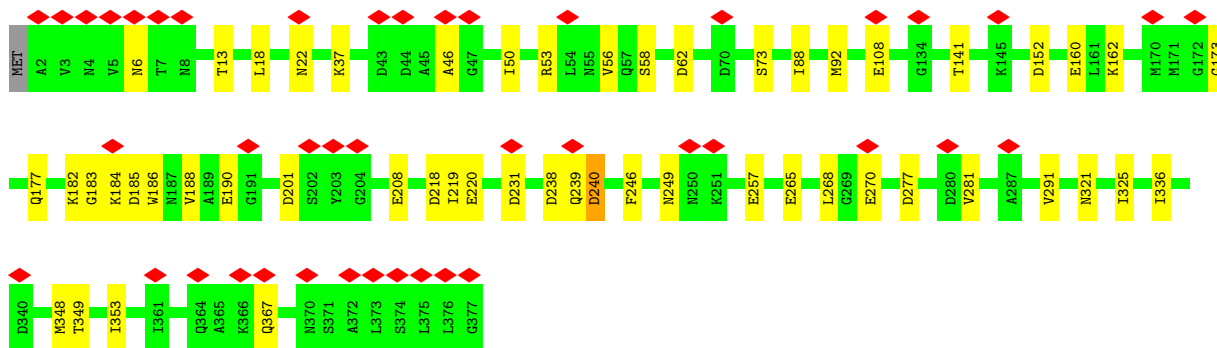 MET A2 V3 N4 V5 N6 T7 N8 T13 L18 N22 K37 D43 D44 A45 A46 G47 I50 R53 L54 N55 V56 Q57 S58 D62 D70 S73 I88 M92 E108 G134 T141 K145 D152 E160 L161 K162 M170 M171 G172
Q177 K182 G183 K184 D185 W186 N187 V188 A189 E190 G191 D201 S202 Y203 G204 E208 D218 I219 E220 D231 D238 Q239 D240 F246 N249 N250 K251 E257 E265 L268 G269 E270 D277 D280 V281 A287 V291 N321 I325 I336
D340 M348 T349 I353 I361 Q364 A365 K366 Q367 N370 S371 A372 L373 S374 L375 L376 G377